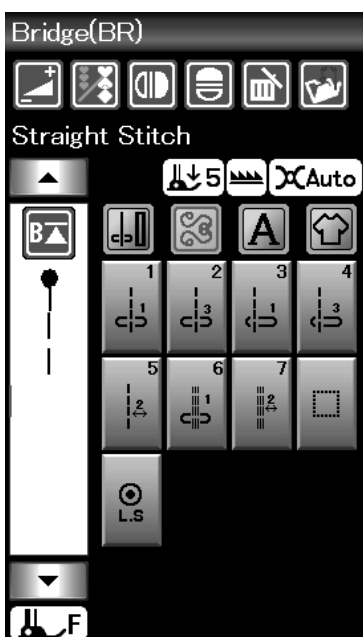 Bridge(BR)
Straight Stitch
5 Auto
B A
1 2 3 4
1 3 1 3
5 6 7
2 1 2
L.S
F